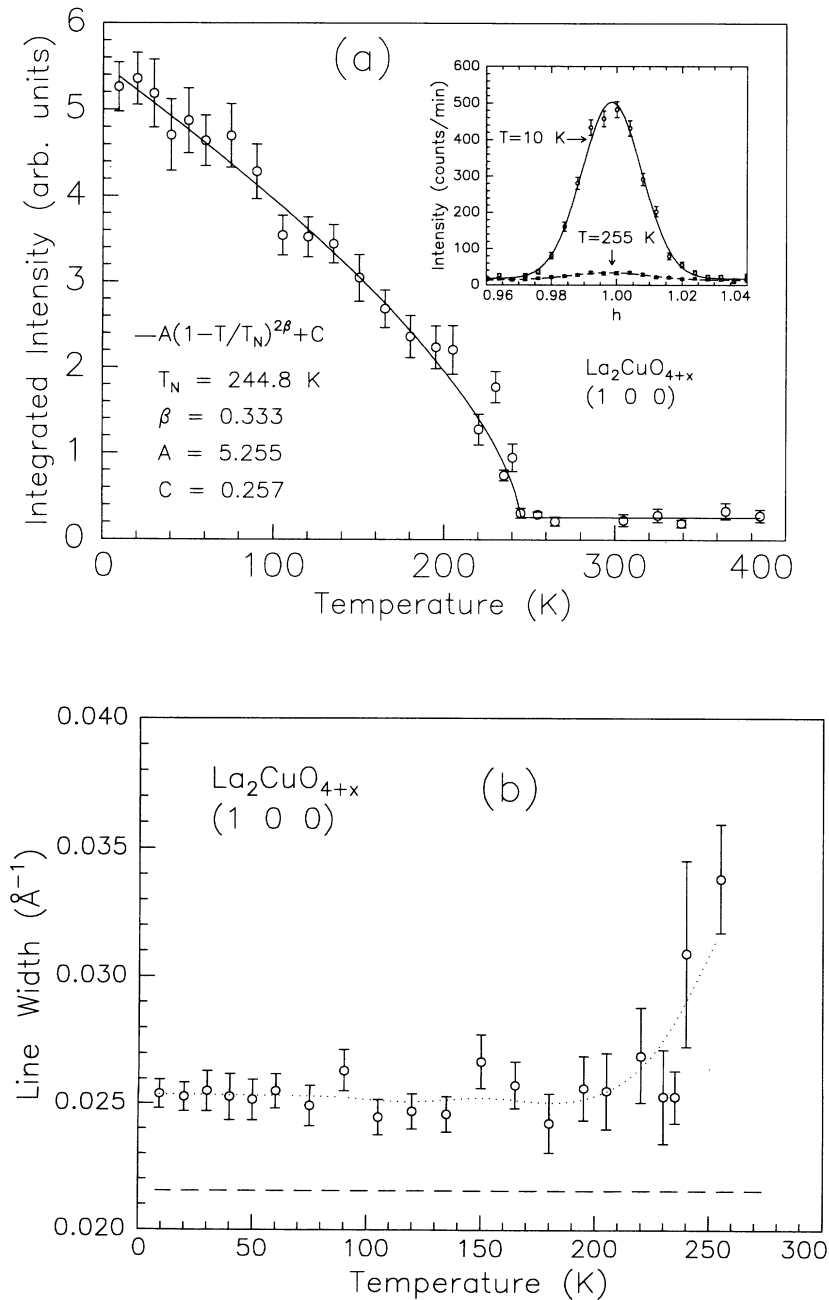 (a)
Integrated Intensity (arb. units)
6
5
4
3
2
1
0
0
100
200
300
400
Temperature (K)
—A(1−T/T_N)^{2β}+C
T_N = 244.8 K
β = 0.333
A = 5.255
C = 0.257
Intensity (counts/min)
600
500
400
300
200
100
0
T=10 K
T=255 K
0.96
0.98
1.00
1.02
1.04
h
La₂CuO₄₊ₓ
(1 0 0)
(b)
La₂CuO₄₊ₓ
(1 0 0)
Line Width (Å⁻¹)
0.040
0.035
0.030
0.025
0.020
0
50
100
150
200
250
300
Temperature (K)